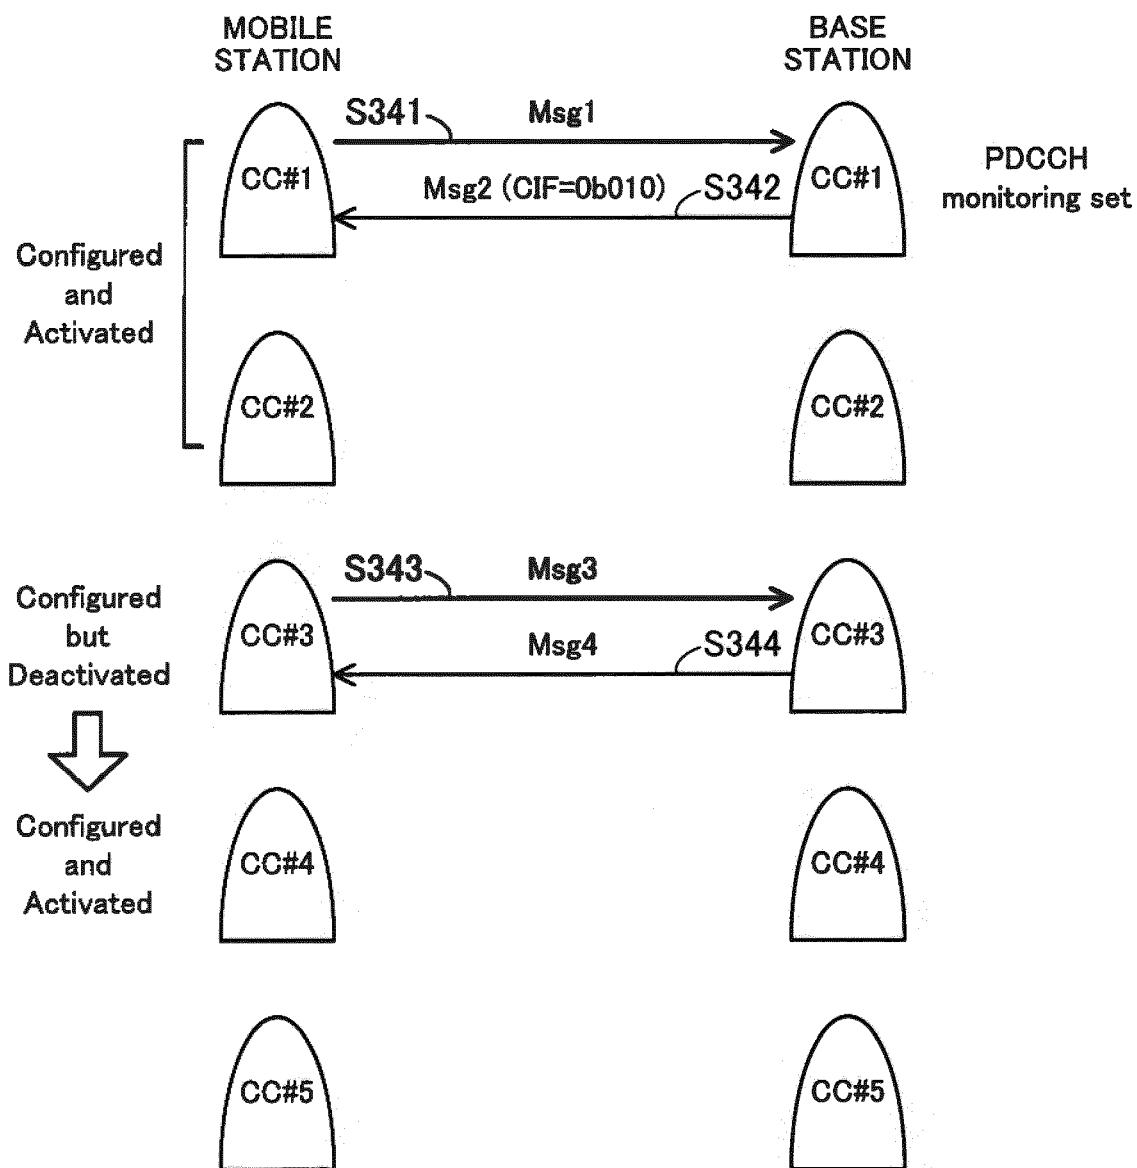 MOBILE
STATION
BASE
STATION
S341
Msg1
CC#1
CC#1
PDCCH
monitoring set
Msg2 (CIF=0b010)
S342
Configured
and
Activated
CC#2
CC#2
S343
Msg3
Configured
but
Deactivated
CC#3
CC#3
Msg4
S344
Configured
and
Activated
CC#4
CC#4
CC#5
CC#5